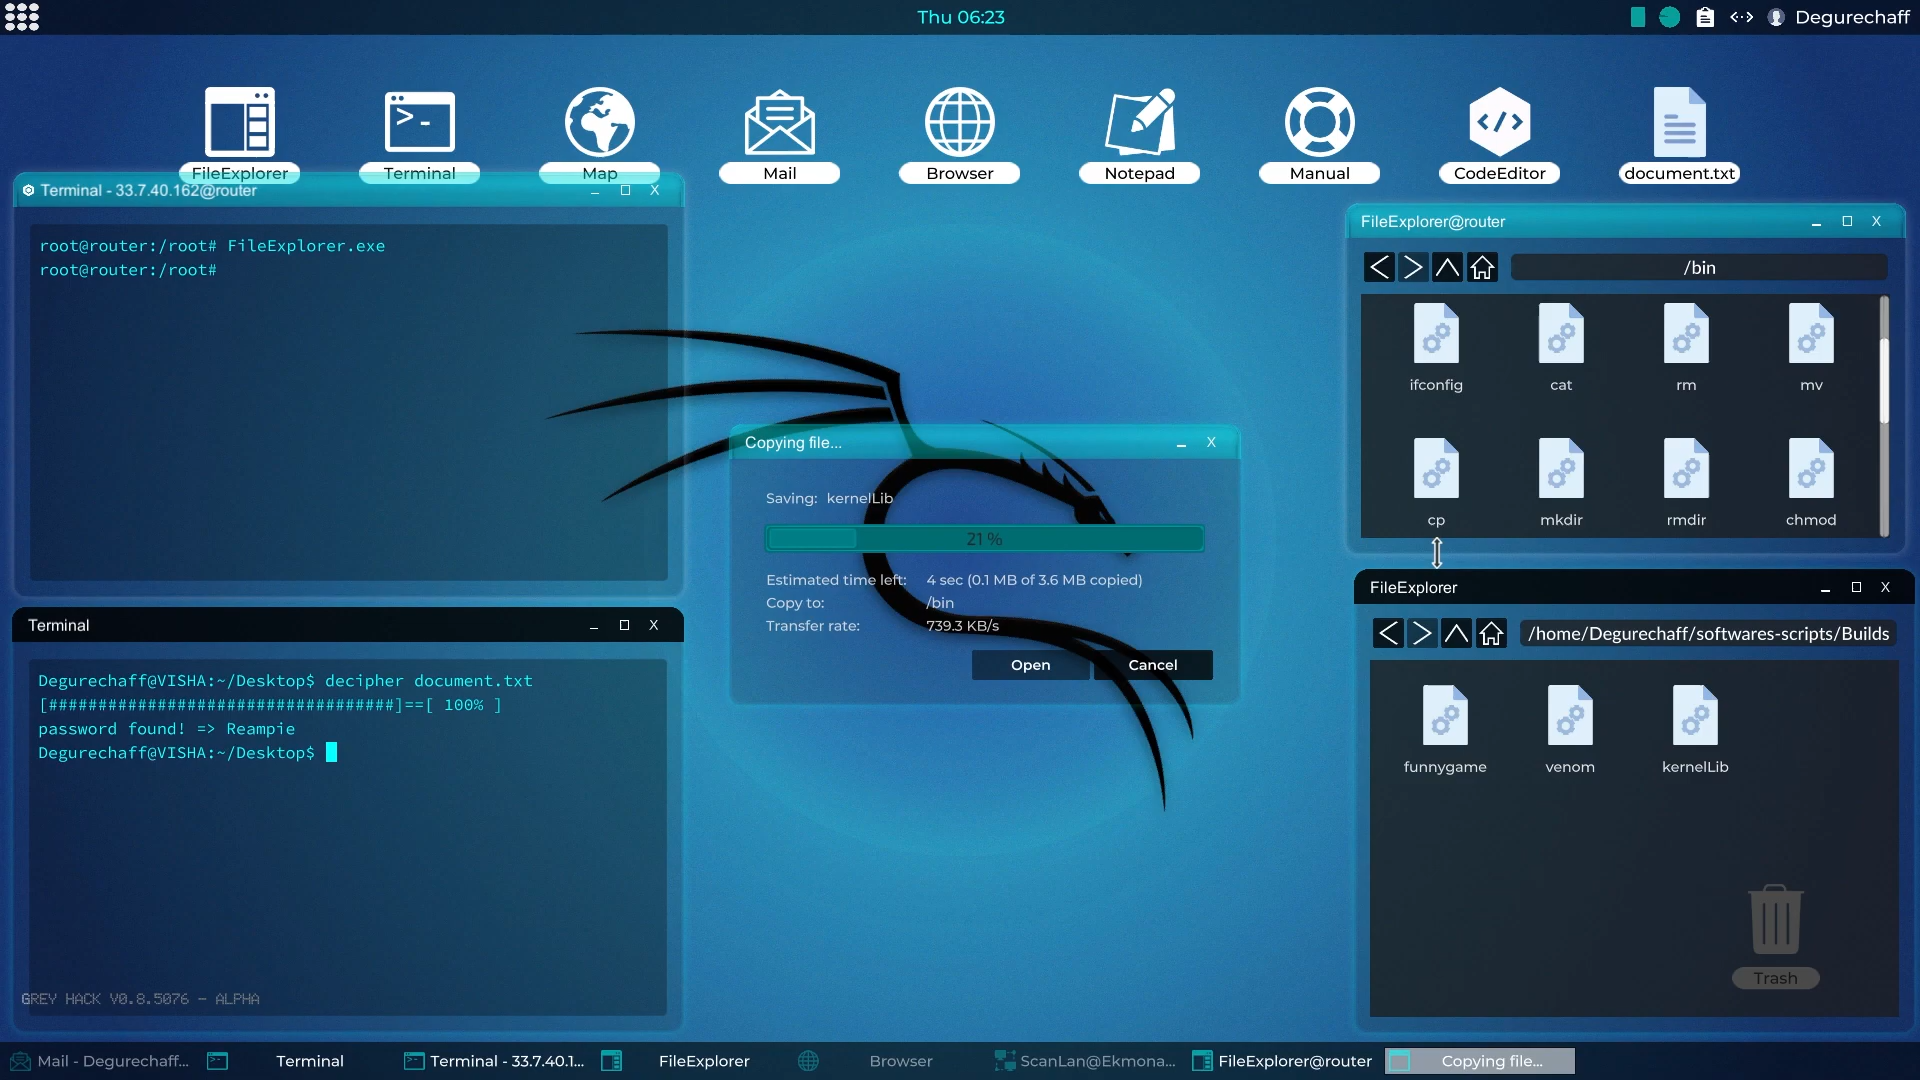 Thu 06:23
Degurechaff
FileExplorer
Terminal
Map
Mail
Browser
Notepad
Manual
CodeEditor
document.txt
Terminal - 33.7.40.162@router
root@router:/root# FileExplorer.exe
root@router:/root#
FileExplorer@router
/bin
ifconfig
cat
rm
mv
cp
mkdir
rmdir
chmod
Copying file...
Saving: kernelLib
21 %
Estimated time left: 4 sec (0.1 MB of 3.6 MB copied)
Copy to: /bin
Transfer rate: 739.3 KB/s
Open
Cancel
Terminal
Degurechaff@VISHA:~/Desktop$ decipher document.txt
[###################################]==[ 100% ]
password found! => Reampie
Degurechaff@VISHA:~/Desktop$
FileExplorer
/home/Degurechaff/softwares-scripts/Builds
funnygame
venom
kernelLib
Trash
GREY HACK V0.8.5076 - ALPHA
Mail - Degurechaff...
Terminal
Terminal - 33.7.40.1...
FileExplorer
Browser
ScanLan@Ekmona...
FileExplorer@router
Copying file...